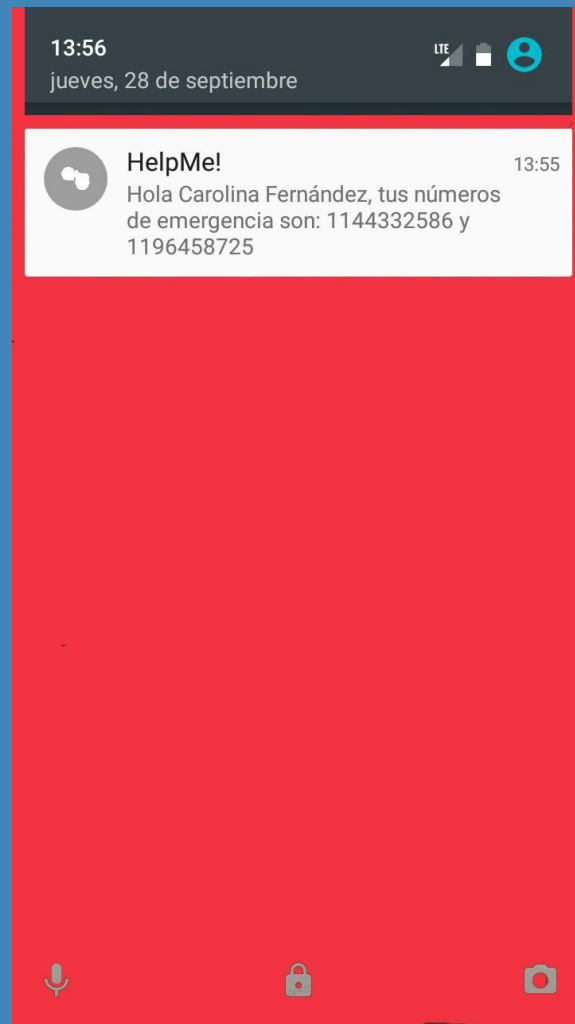 13:56
LTE
jueves, 28 de septiembre
HelpMe!
13:55
Hola Carolina Fernández, tus números
de emergencia son: 1144332586 y
1196458725